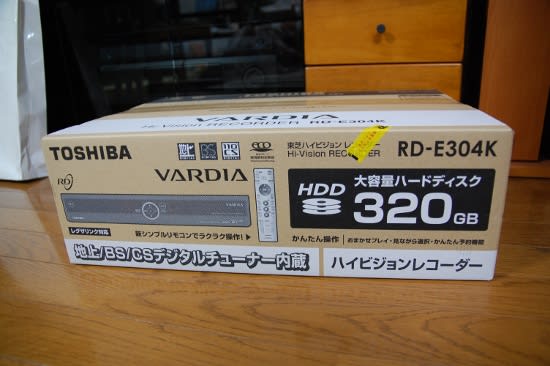 VARDIA
Hi-Vision RECORDER RD-E304K
TOSHIBA
VARDIA
東芝ハイビジョンレコーダー
Hi-Vision RECORDER
RD-E304K
HDD
大容量ハードディスク
320GB
レグザリンク対応
新シンプルリモコンでラクラク操作!
かんたん操作
おまかせプレイ・見ながら選択・かんたん予約機能
地上/BS/CSデジタルチューナー内蔵
ハイビジョンレコーダー